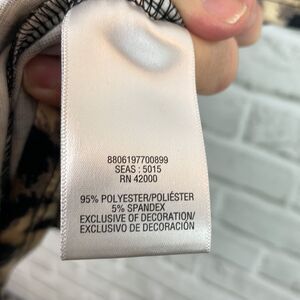 8806197700899
SEAS : 5015
RN 42000
95% POLYESTER/POLIÉSTER
5% SPANDEX
EXCLUSIVE OF DECORATION/
EXCLUSIVO DE DECORACIÓN